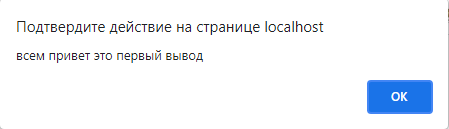 Подтвердите действие на странице localhost
всем привет это первый вывод
ОК